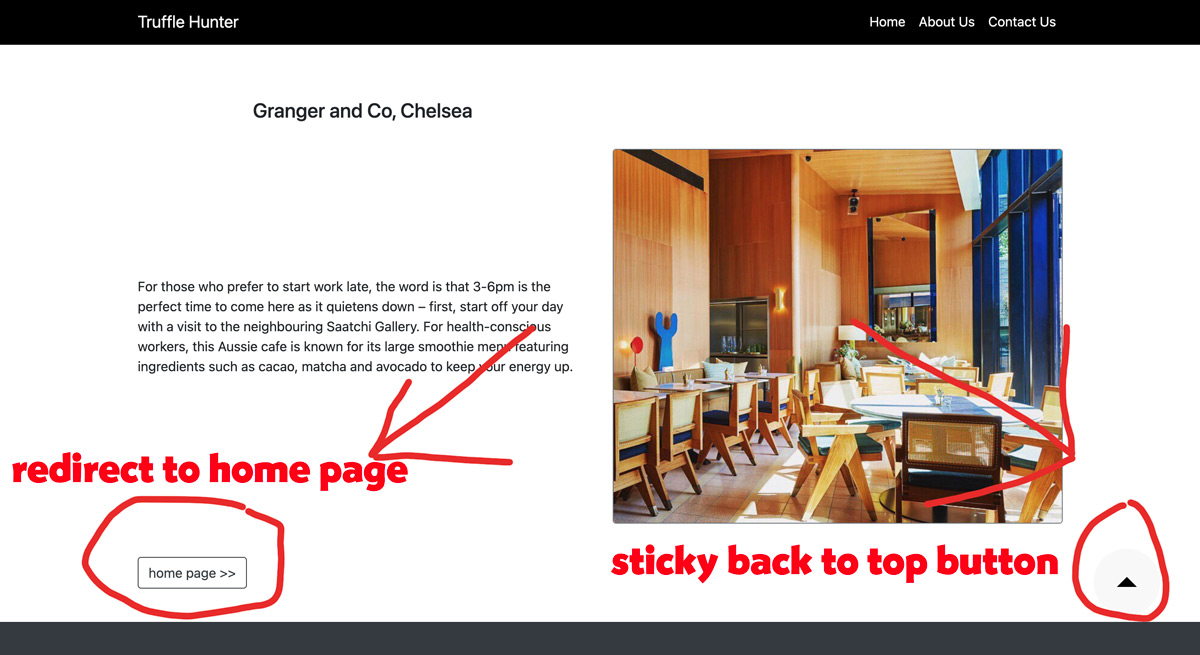 Truffle Hunter
Home About Us Contact Us
Granger and Co, Chelsea
For those who prefer to start work late, the word is that 3-6pm is the
perfect time to come here as it quietens down – first, start off your day
with a visit to the neighbouring Saatchi Gallery. For health-conscious
workers, this Aussie cafe is known for its large smoothie menu featuring
ingredients such as cacao, matcha and avocado to keep your energy up.
redirect to home page
home page >>
sticky back to top button